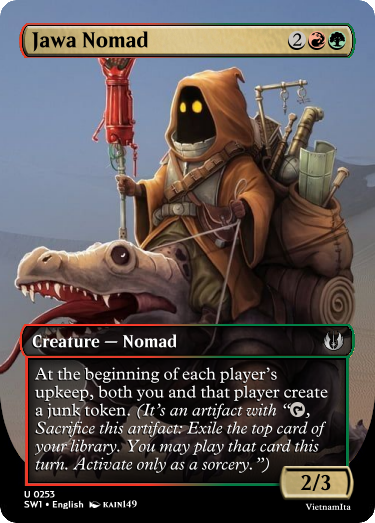 Jawa Nomad 2
Creature — Nomad
At the beginning of each player's
upkeep, both you and that player create
a junk token. (It's an artifact with “,
Sacrifice this artifact: Exile the top card of
your library. You may play that card this
turn. Activate only as a sorcery.”)
2/3
U 0253
SW1 • English KAIN149
VietnamIta